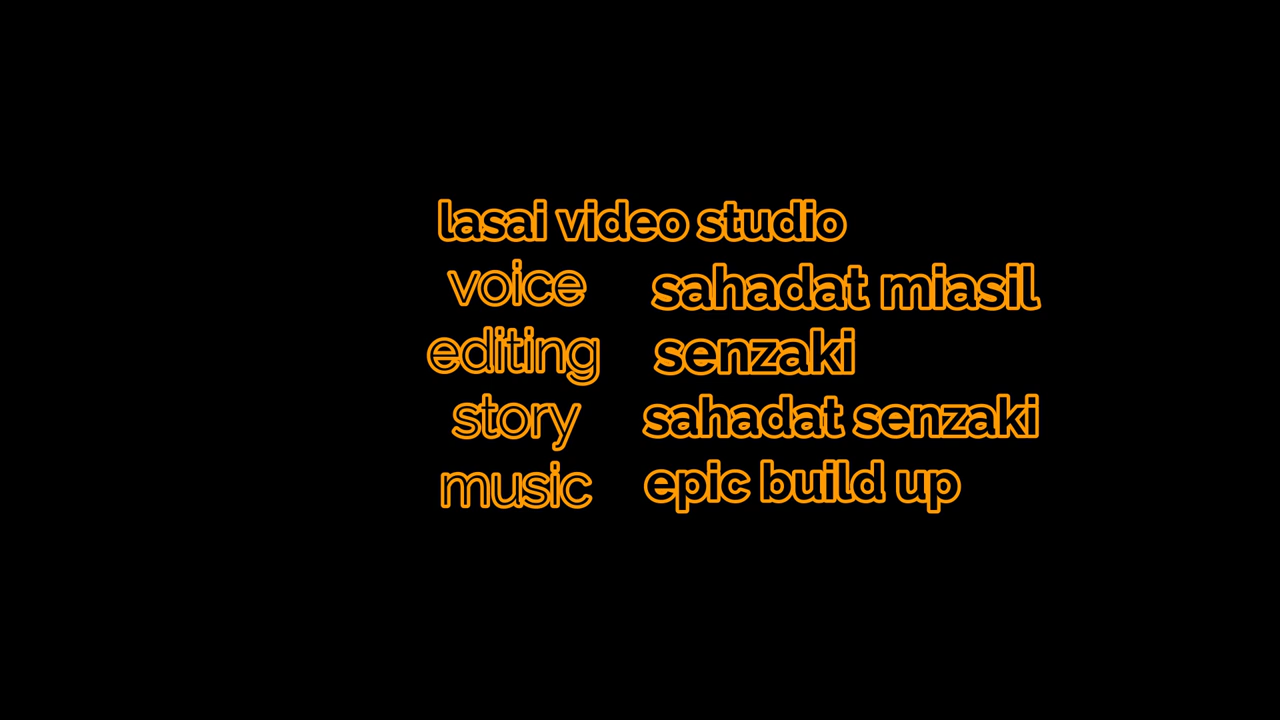 lasai video studio
voice sahadat miasil
editing senzaki
story sahadat senzaki
music epic build up